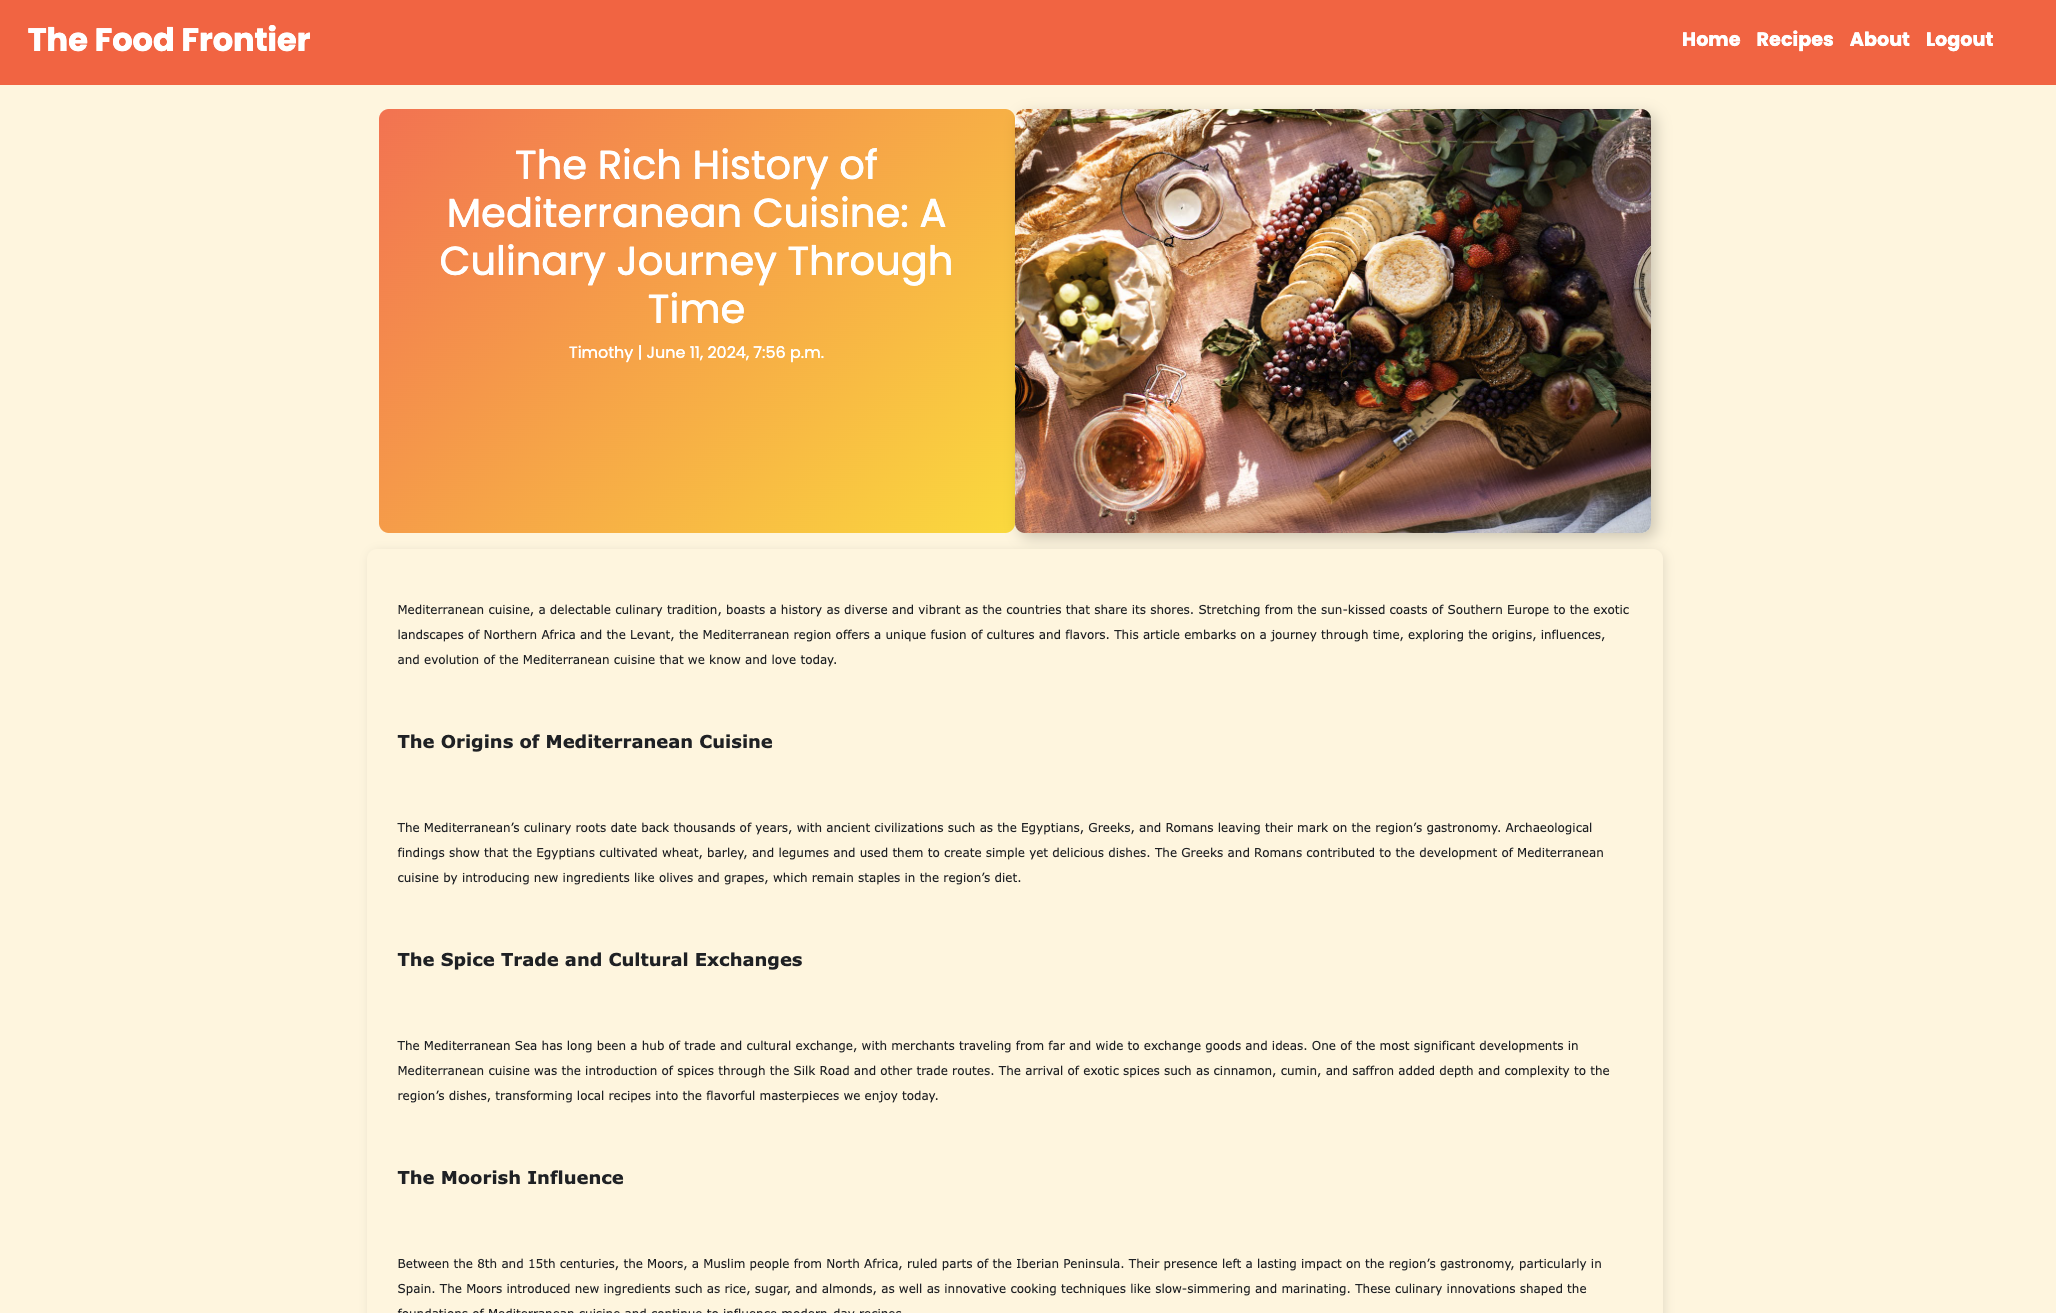 The Food Frontier
Home Recipes About Logout
The Rich History of
Mediterranean Cuisine: A
Culinary Journey Through
Time
Timothy | June 11, 2024, 7:56 p.m.
Mediterranean cuisine, a delectable culinary tradition, boasts a history as diverse and vibrant as the countries that share its shores. Stretching from the sun-kissed coasts of Southern Europe to the exotic
landscapes of Northern Africa and the Levant, the Mediterranean region offers a unique fusion of cultures and flavors. This article embarks on a journey through time, exploring the origins, influences,
and evolution of the Mediterranean cuisine that we know and love today.
The Origins of Mediterranean Cuisine
The Mediterranean’s culinary roots date back thousands of years, with ancient civilizations such as the Egyptians, Greeks, and Romans leaving their mark on the region’s gastronomy. Archaeological
findings show that the Egyptians cultivated wheat, barley, and legumes and used them to create simple yet delicious dishes. The Greeks and Romans contributed to the development of Mediterranean
cuisine by introducing new ingredients like olives and grapes, which remain staples in the region’s diet.
The Spice Trade and Cultural Exchanges
The Mediterranean Sea has long been a hub of trade and cultural exchange, with merchants traveling from far and wide to exchange goods and ideas. One of the most significant developments in
Mediterranean cuisine was the introduction of spices through the Silk Road and other trade routes. The arrival of exotic spices such as cinnamon, cumin, and saffron added depth and complexity to the
region’s dishes, transforming local recipes into the flavorful masterpieces we enjoy today.
The Moorish Influence
Between the 8th and 15th centuries, the Moors, a Muslim people from North Africa, ruled parts of the Iberian Peninsula. Their presence left a lasting impact on the region’s gastronomy, particularly in
Spain. The Moors introduced new ingredients such as rice, sugar, and almonds, as well as innovative cooking techniques like slow-simmering and marinating. These culinary innovations shaped the
foundations of Mediterranean cuisine and continue to influence modern-day recipes.